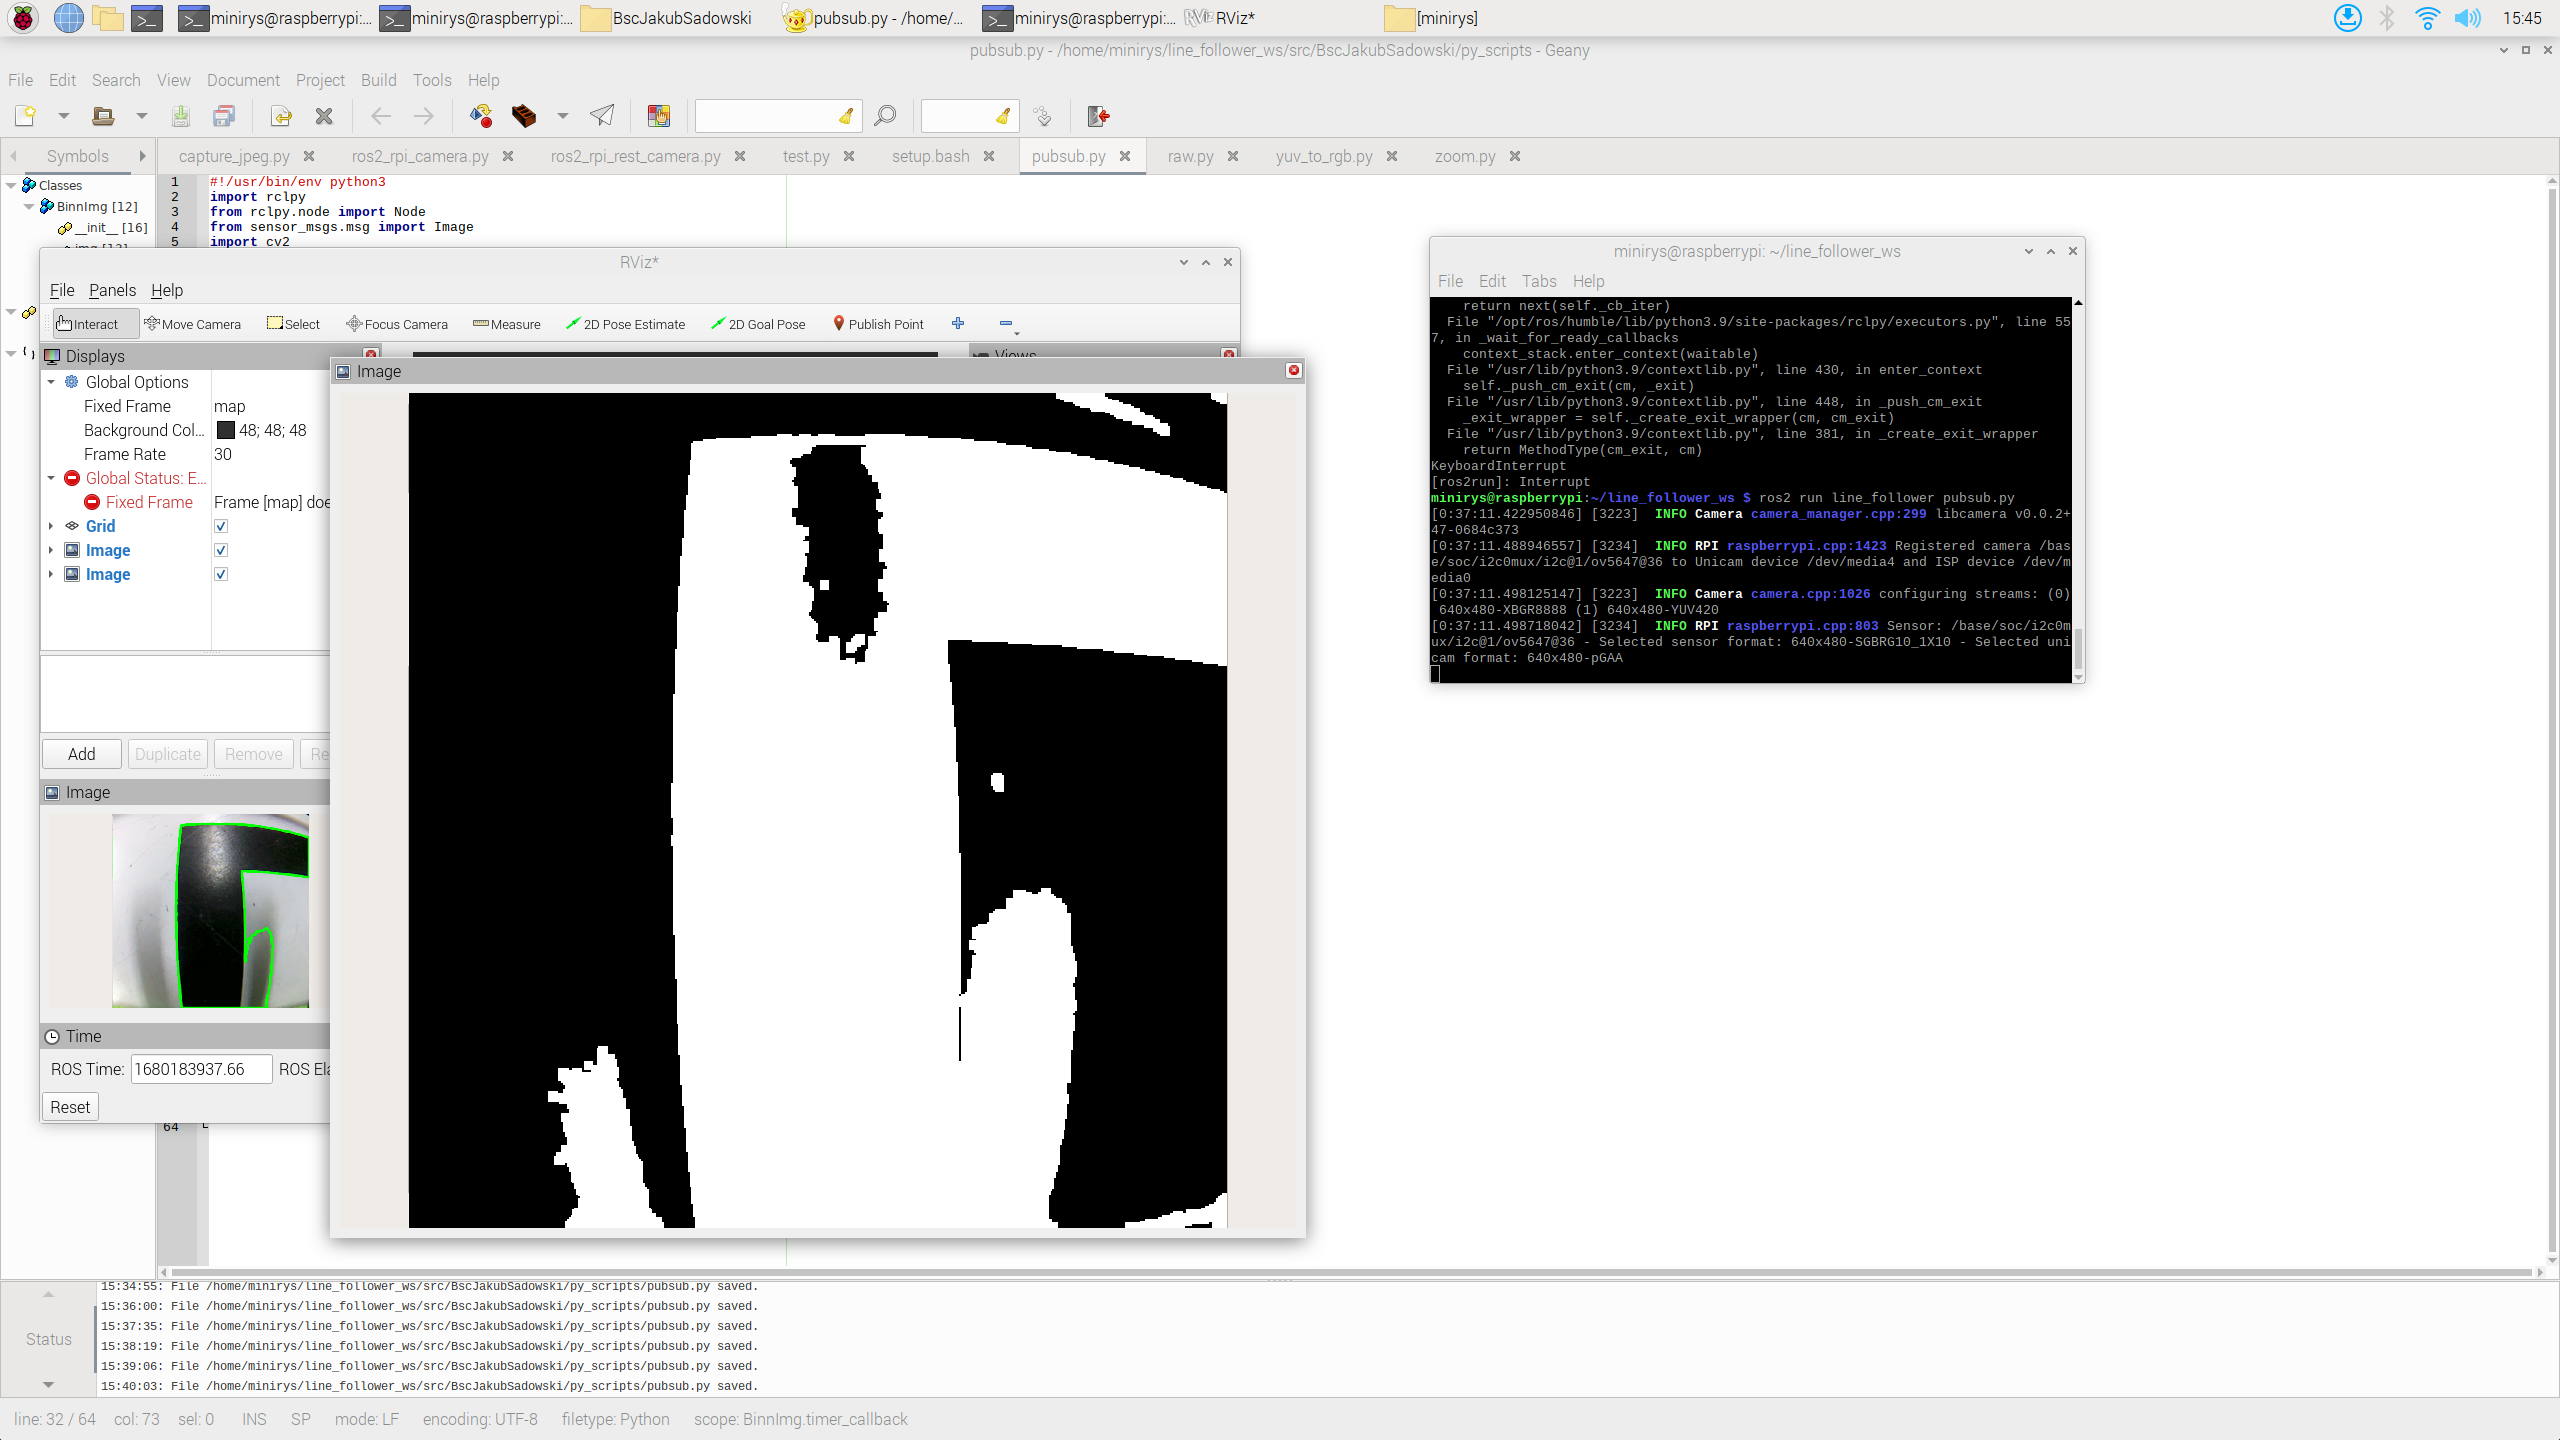 minirys@raspberrypi:... minirys@raspberrypi:... BscJakubSadowski pubsub.py - /home/... minirys@raspberrypi:... RViz RViz* [minirys] 15:45
pubsub.py - /home/minirys/line_follower_ws/src/BscJakubSadowski/py_scripts - Geany
File Edit Search View Document Project Build Tools Help
Symbols capture_jpeg.py ros2_rpi_camera.py ros2_rpi_rest_camera.py test.py setup.bash pubsub.py raw.py yuv_to_rgb.py zoom.py
Classes
BinnImg [12]
__init__ [16]
1 #!/usr/bin/env python3
2 import rclpy
3 from rclpy.node import Node
4 from sensor_msgs.msg import Image
5 import cv2
64
RViz*
File Panels Help
Interact Move Camera Select Focus Camera Measure 2D Pose Estimate 2D Goal Pose Publish Point
Displays
Views
Global Options
Fixed Frame map
Background Col... 48; 48; 48
Frame Rate 30
Global Status: E...
Fixed Frame Frame [map] doe
Grid
Image
Image
Add Duplicate Remove Re
Image
Time
ROS Time: 1680183937.66 ROS Ela
Reset
Image
minirys@raspberrypi: ~/line_follower_ws
File Edit Tabs Help
return next(self._cb_iter)
File "/opt/ros/humble/lib/python3.9/site-packages/rclpy/executors.py", line 55
7, in _wait_for_ready_callbacks
context_stack.enter_context(waitable)
File "/usr/lib/python3.9/contextlib.py", line 430, in enter_context
self._push_cm_exit(cm, _exit)
File "/usr/lib/python3.9/contextlib.py", line 448, in _push_cm_exit
_exit_wrapper = self._create_exit_wrapper(cm, cm_exit)
File "/usr/lib/python3.9/contextlib.py", line 381, in _create_exit_wrapper
return MethodType(cm_exit, cm)
KeyboardInterrupt
[ros2run]: Interrupt
minirys@raspberrypi:~/line_follower_ws $ ros2 run line_follower pubsub.py
[0:37:11.422950846] [3223] INFO Camera camera_manager.cpp:299 libcamera v0.0.2+
47-0684c373
[0:37:11.488946557] [3234] INFO RPI raspberrypi.cpp:1423 Registered camera /bas
e/soc/i2c0mux/i2c@1/ov5647@36 to Unicam device /dev/media4 and ISP device /dev/m
edia0
[0:37:11.498125147] [3223] INFO Camera camera.cpp:1026 configuring streams: (0)
640x480-XBGR8888 (1) 640x480-YUV420
[0:37:11.498718042] [3234] INFO RPI raspberrypi.cpp:803 Sensor: /base/soc/i2c0m
ux/i2c@1/ov5647@36 - Selected sensor format: 640x480-SGBRG10_1X10 - Selected uni
cam format: 640x480-pGAA
Status
15:34:55: File /home/minirys/line_follower_ws/src/BscJakubSadowski/py_scripts/pubsub.py saved.
15:36:00: File /home/minirys/line_follower_ws/src/BscJakubSadowski/py_scripts/pubsub.py saved.
15:37:35: File /home/minirys/line_follower_ws/src/BscJakubSadowski/py_scripts/pubsub.py saved.
15:38:19: File /home/minirys/line_follower_ws/src/BscJakubSadowski/py_scripts/pubsub.py saved.
15:39:06: File /home/minirys/line_follower_ws/src/BscJakubSadowski/py_scripts/pubsub.py saved.
15:40:03: File /home/minirys/line_follower_ws/src/BscJakubSadowski/py_scripts/pubsub.py saved.
line: 32 / 64 col: 73 sel: 0 INS SP mode: LF encoding: UTF-8 filetype: Python scope: BinnImg.timer_callback